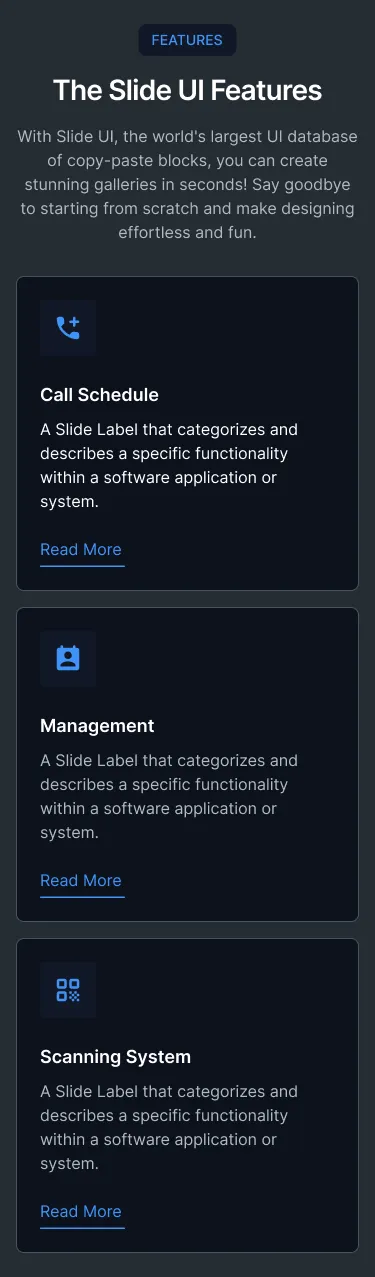 FEATURES
The Slide UI Features
With Slide UI, the world's largest UI database
of copy-paste blocks, you can create
stunning galleries in seconds! Say goodbye
to starting from scratch and make designing
effortless and fun.
Call Schedule
A Slide Label that categorizes and
describes a specific functionality
within a software application or
system.
Read More
Management
A Slide Label that categorizes and
describes a specific functionality
within a software application or
system.
Read More
Scanning System
A Slide Label that categorizes and
describes a specific functionality
within a software application or
system.
Read More